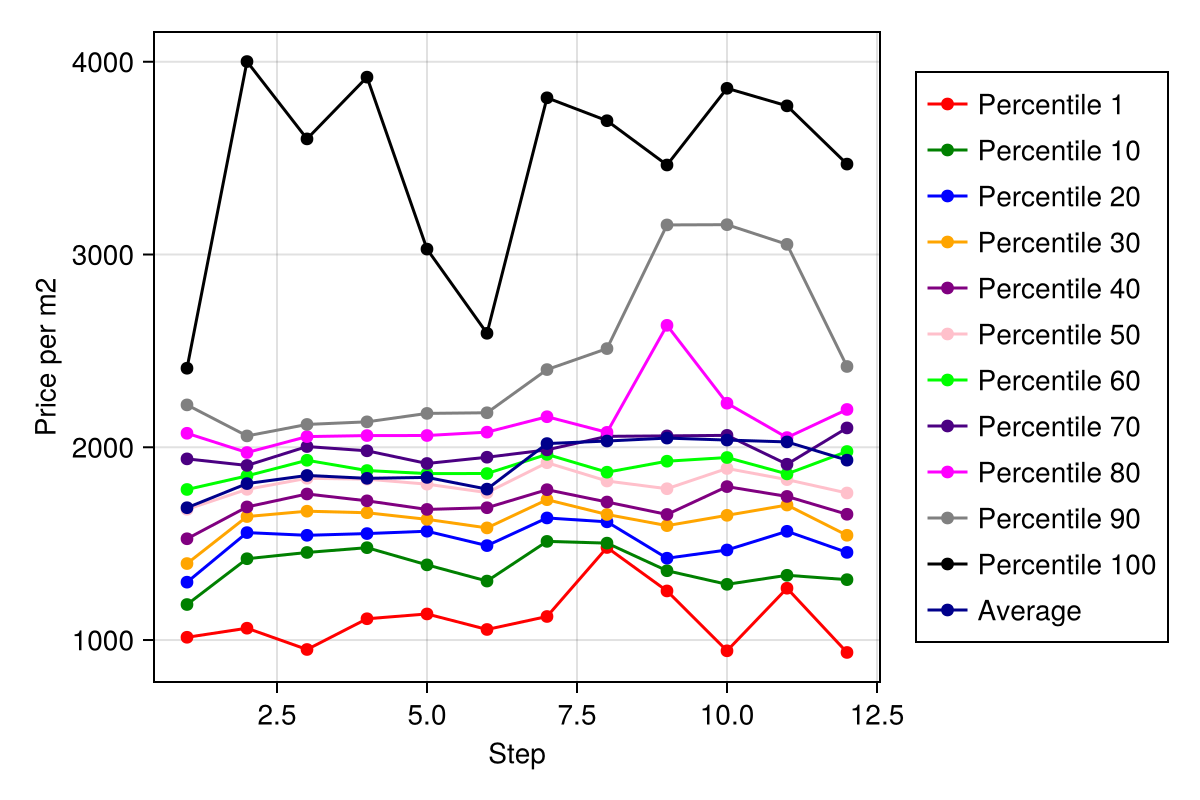 4000
3000
2000
1000
Price per m2
2.5
5.0
7.5
10.0
12.5
Step
Percentile 1
Percentile 10
Percentile 20
Percentile 30
Percentile 40
Percentile 50
Percentile 60
Percentile 70
Percentile 80
Percentile 90
Percentile 100
Average